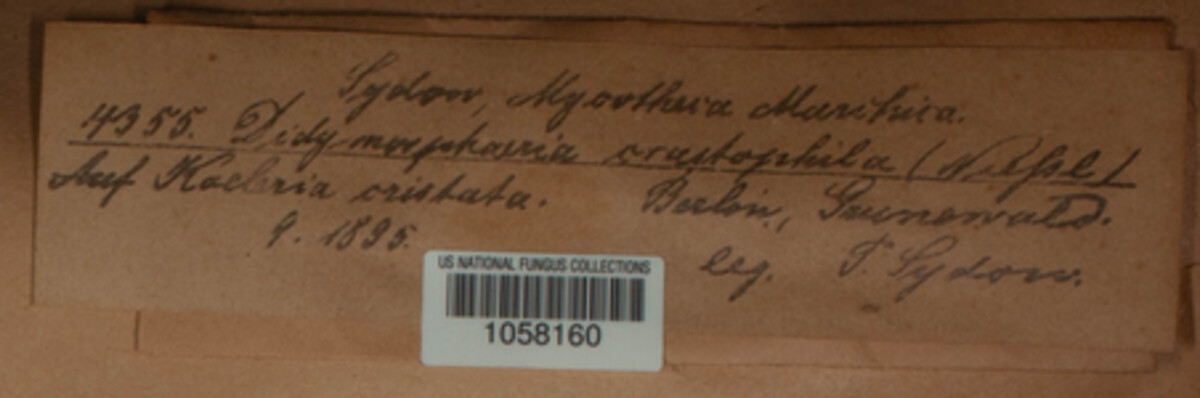 Sydow, Mycotheca Marchica.
4355. Didymosphaeria crustophila (Niessl)
Auf Koeleria cristata. Berlin, Grunewald.
9. 1895.
leg. P. Sydow.
US NATIONAL FUNGUS COLLECTIONS
1058160